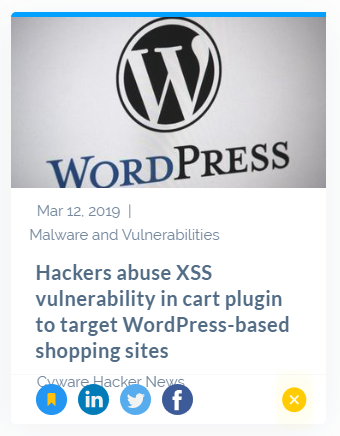 WORDPRESS
Mar 12, 2019 |
Malware and Vulnerabilities
Hackers abuse XSS
vulnerability in cart plugin
to target WordPress-based
shopping sites
Cyware Hacker News